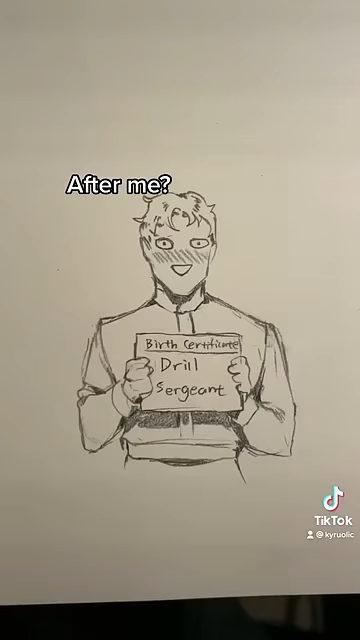 After me?
Birth Certificate
Drill
Sergeant
TikTok
@kyruolic